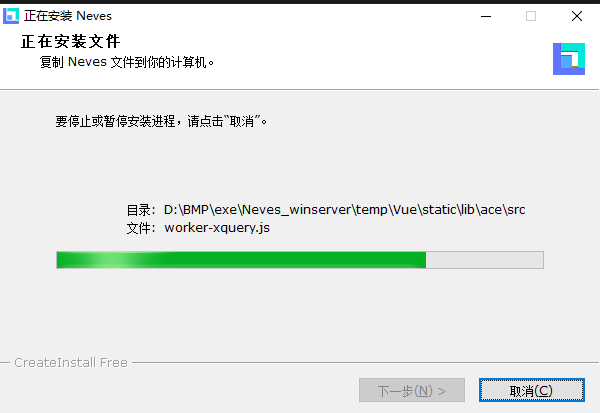 正在安装 Neves
正在安装文件
复制 Neves 文件到你的计算机。
要停止或暂停安装进程，请点击“取消”。
目录: D:\BMP\exe\Neves_winserver\temp\Vue\static\lib\ace\src
文件: worker-xquery.js
CreateInstall Free
下一步(N) >
取消(C)